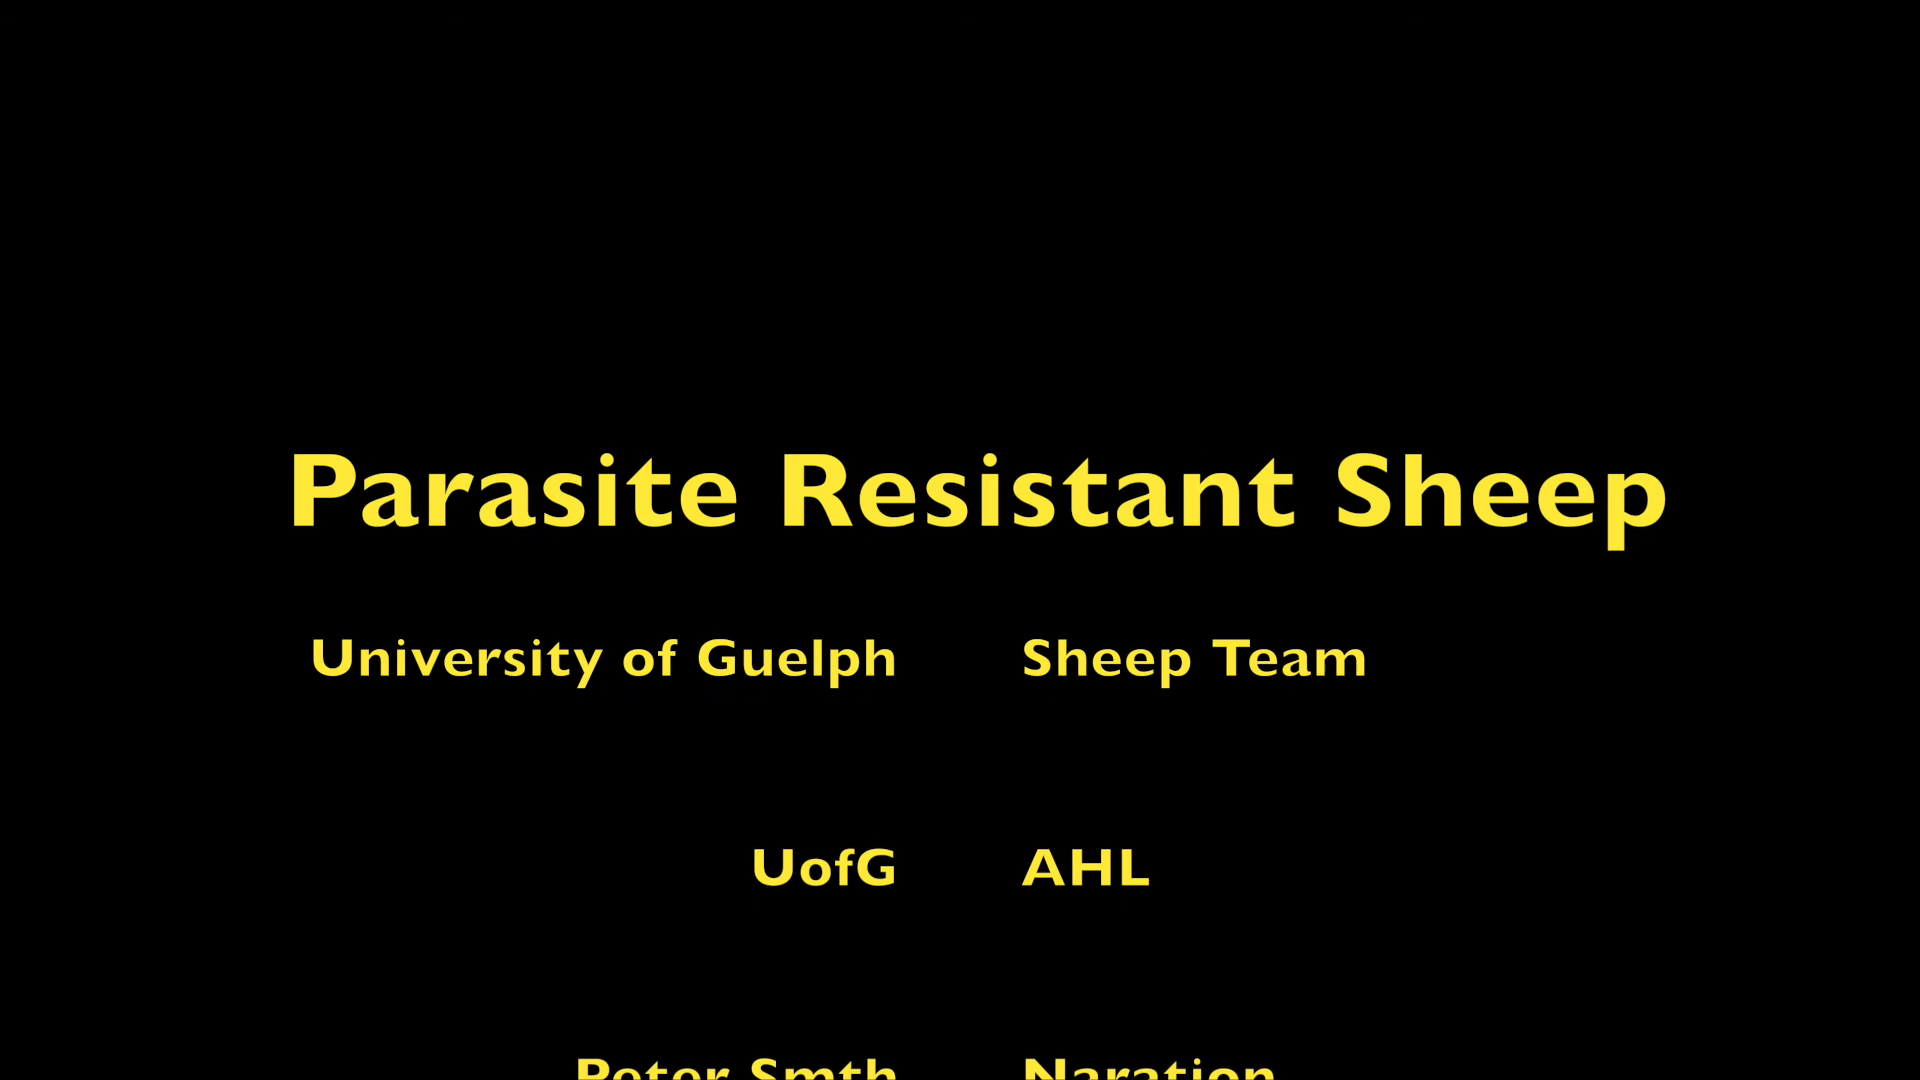 Parasite Resistant Sheep
University of Guelph Sheep Team
UofG AHL
Peter Smth Naration